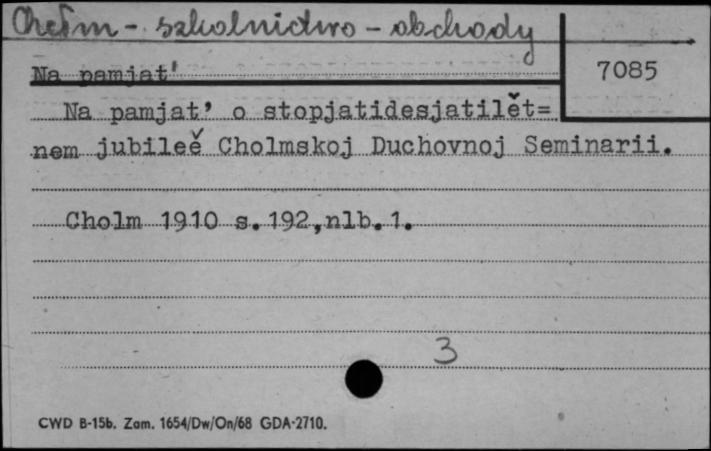 Chełm - szkolnictwo - obchody
Na pamjat'
7085
Na pamjat' o stopjatidesjatilět=
nem jubileě Cholmskoj Duchovnoj Seminarii.
Cholm 1910 s.192,nlb.1.
3
CWD B-15b. Zam. 1654/Dw/On/68 GDA-2710.